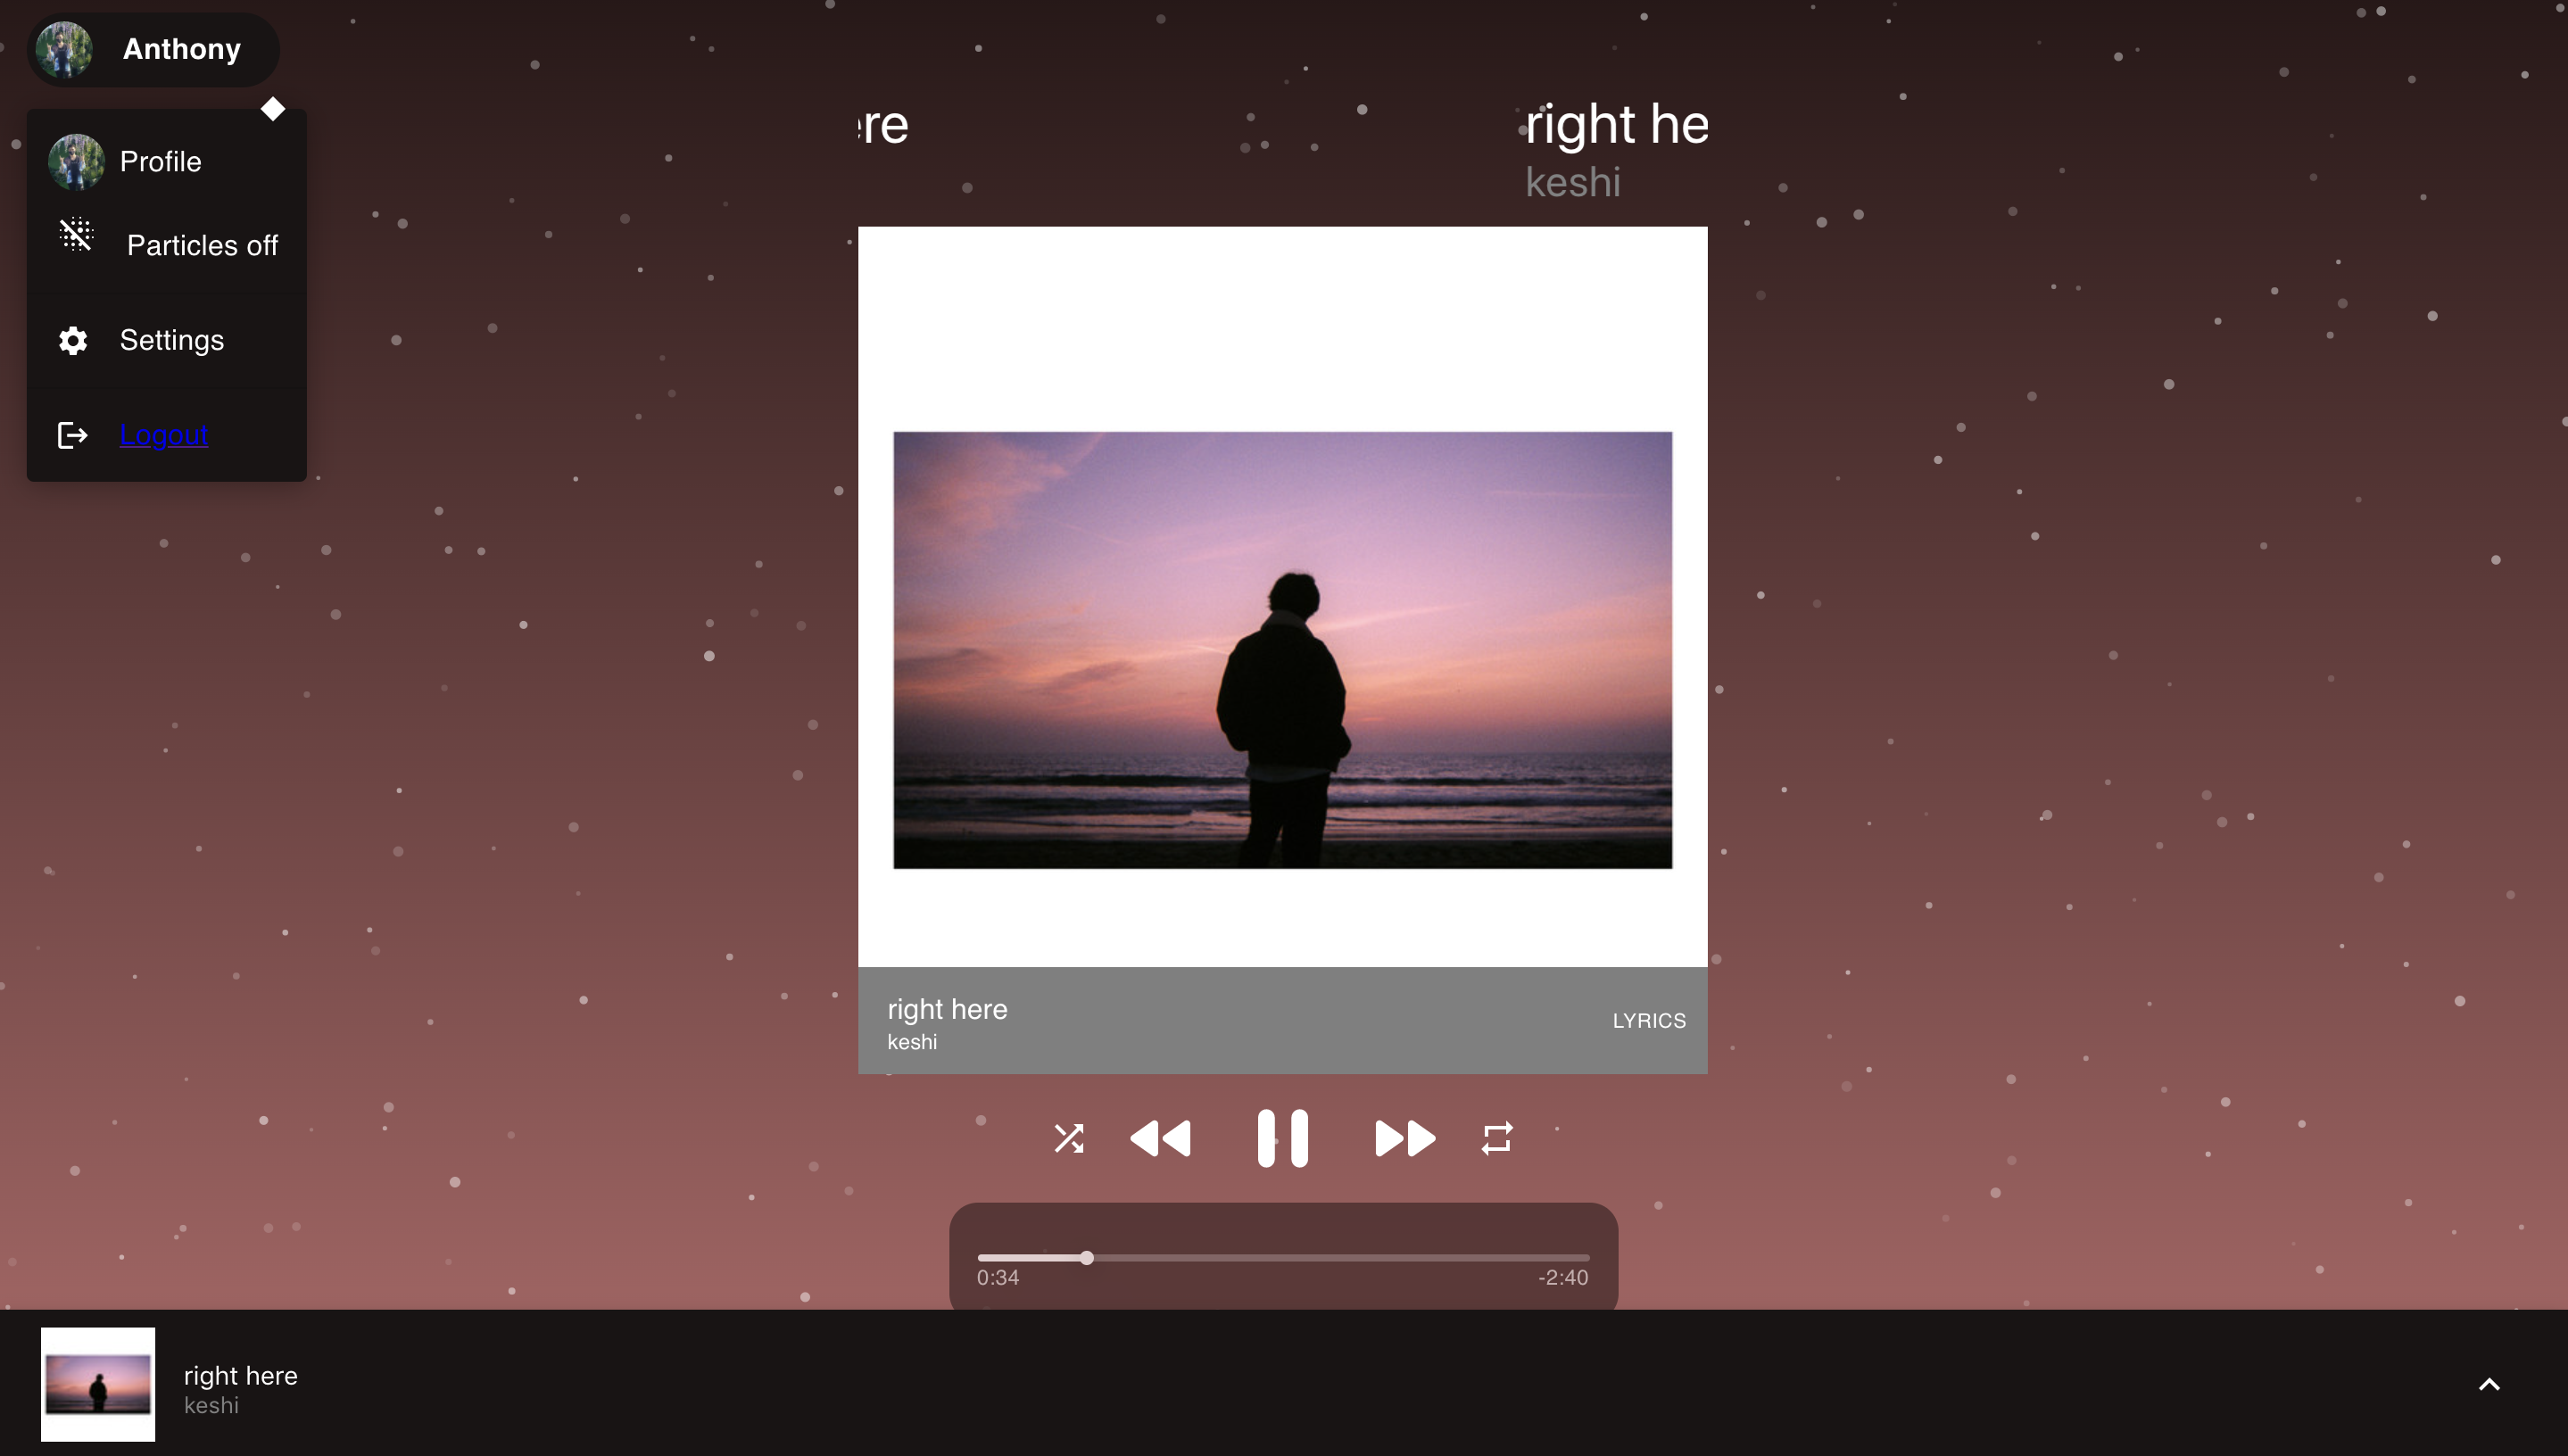 Anthony
Profile
Particles off
Settings
Logout
ere right he
keshi
right here
keshi
LYRICS
0:34 -2:40
right here
keshi